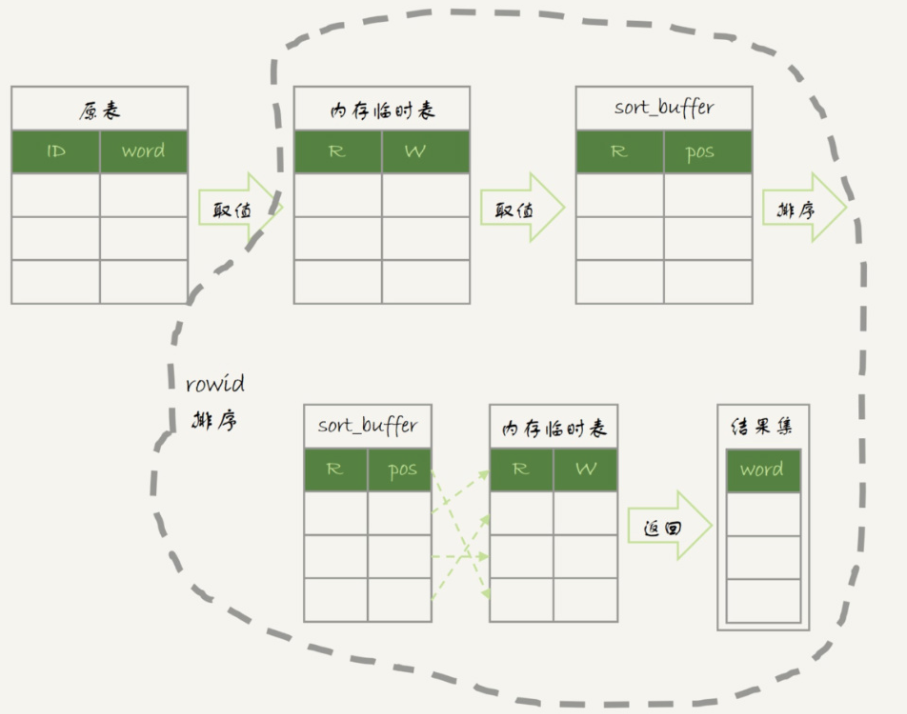 原表
ID word
取值
内存临时表
R W
取值
sort_buffer
R pos
排序
rowid
排序
sort_buffer
R pos
内存临时表
R W
返回
结果集
word